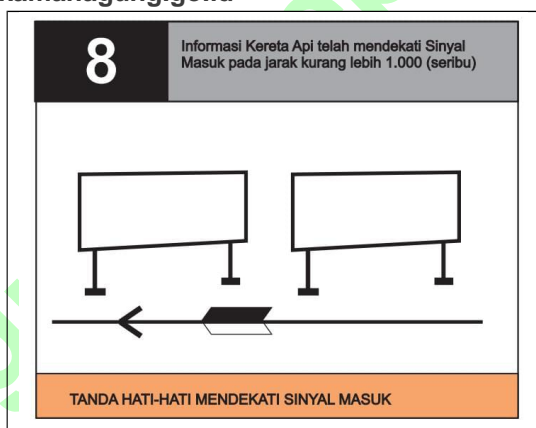 8
Informasi Kereta Api telah mendekati Sinyal
Masuk pada jarak kurang lebih 1.000 (seribu)
TANDA HATI-HATI MENDEKATI SINYAL MASUK